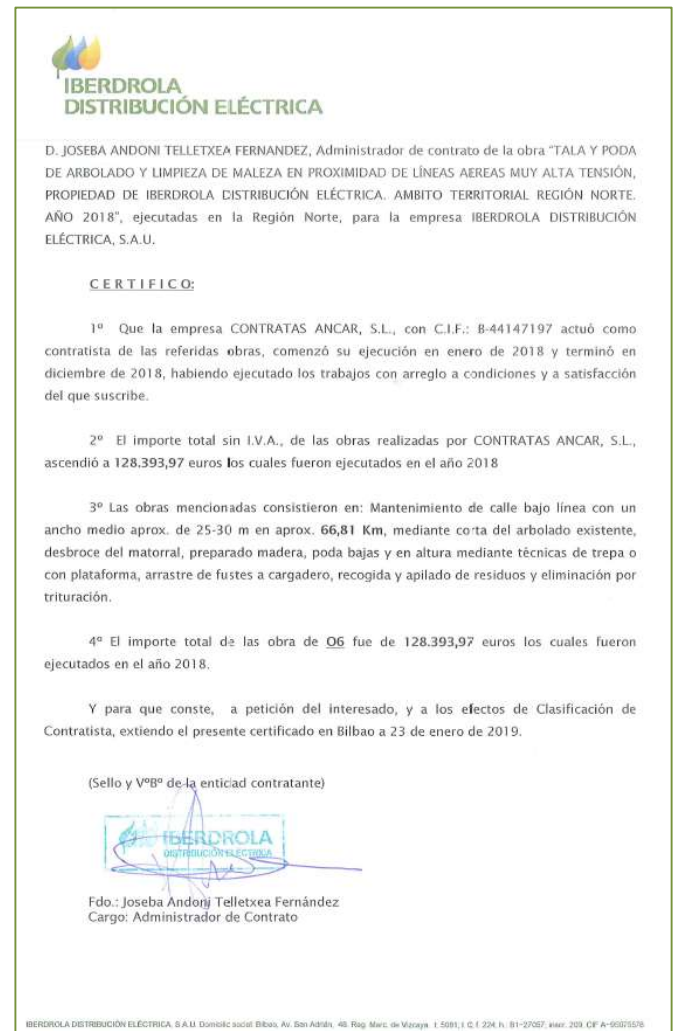 IBERDROLA
DISTRIBUCIÓN ELÉCTRICA
D. JOSEBA ANDONI TELLETXEA FERNANDEZ, Administrador de contrato de la obra "TALA Y PODA
DE ARBOLADO Y LIMPIEZA DE MALEZA EN PROXIMIDAD DE LÍNEAS AEREAS MUY ALTA TENSIÓN,
PROPIEDAD DE IBERDROLA DISTRIBUCIÓN ELÉCTRICA. AMBITO TERRITORIAL REGIÓN NORTE.
AÑO 2018", ejecutadas en la Región Norte, para la empresa IBERDROLA DISTRIBUCIÓN
ELÉCTRICA, S.A.U.
CERTIFICO:
1º Que la empresa CONTRATAS ANCAR, S.L., con C.I.F.: B-44147197 actuó como
contratista de las referidas obras, comenzó su ejecución en enero de 2018 y terminó en
diciembre de 2018, habiendo ejecutado los trabajos con arreglo a condiciones y a satisfacción
del que suscribe.
2º El importe total sin I.V.A., de las obras realizadas por CONTRATAS ANCAR, S.L.,
ascendió a 128.393,97 euros los cuales fueron ejecutados en el año 2018
3º Las obras mencionadas consistieron en: Mantenimiento de calle bajo línea con un
ancho medio aprox. de 25-30 m en aprox. 66,81 Km, mediante corta del arbolado existente,
desbroce del matorral, preparado madera, poda bajas y en altura mediante técnicas de trepa o
con plataforma, arrastre de fustes a cargadero, recogida y apilado de residuos y eliminación por
trituración.
4º El importe total de las obra de O6 fue de 128.393,97 euros los cuales fueron
ejecutados en el año 2018.
Y para que conste, a petición del interesado, y a los efectos de Clasificación de
Contratista, extiendo el presente certificado en Bilbao a 23 de enero de 2019.
(Sello y VºBº de la entidad contratante)
IBERDROLA
DISTRIBUCIÓN ELÉCTRICA
Fdo.: Joseba Andoni Telletxea Fernández
Cargo: Administrador de Contrato
IBERDROLA DISTRIBUCIÓN ELÉCTRICA, S.A.U. Domicilio social: Bilbao, Av. San Adrián, 48. Reg. Merc. de Vizcaya